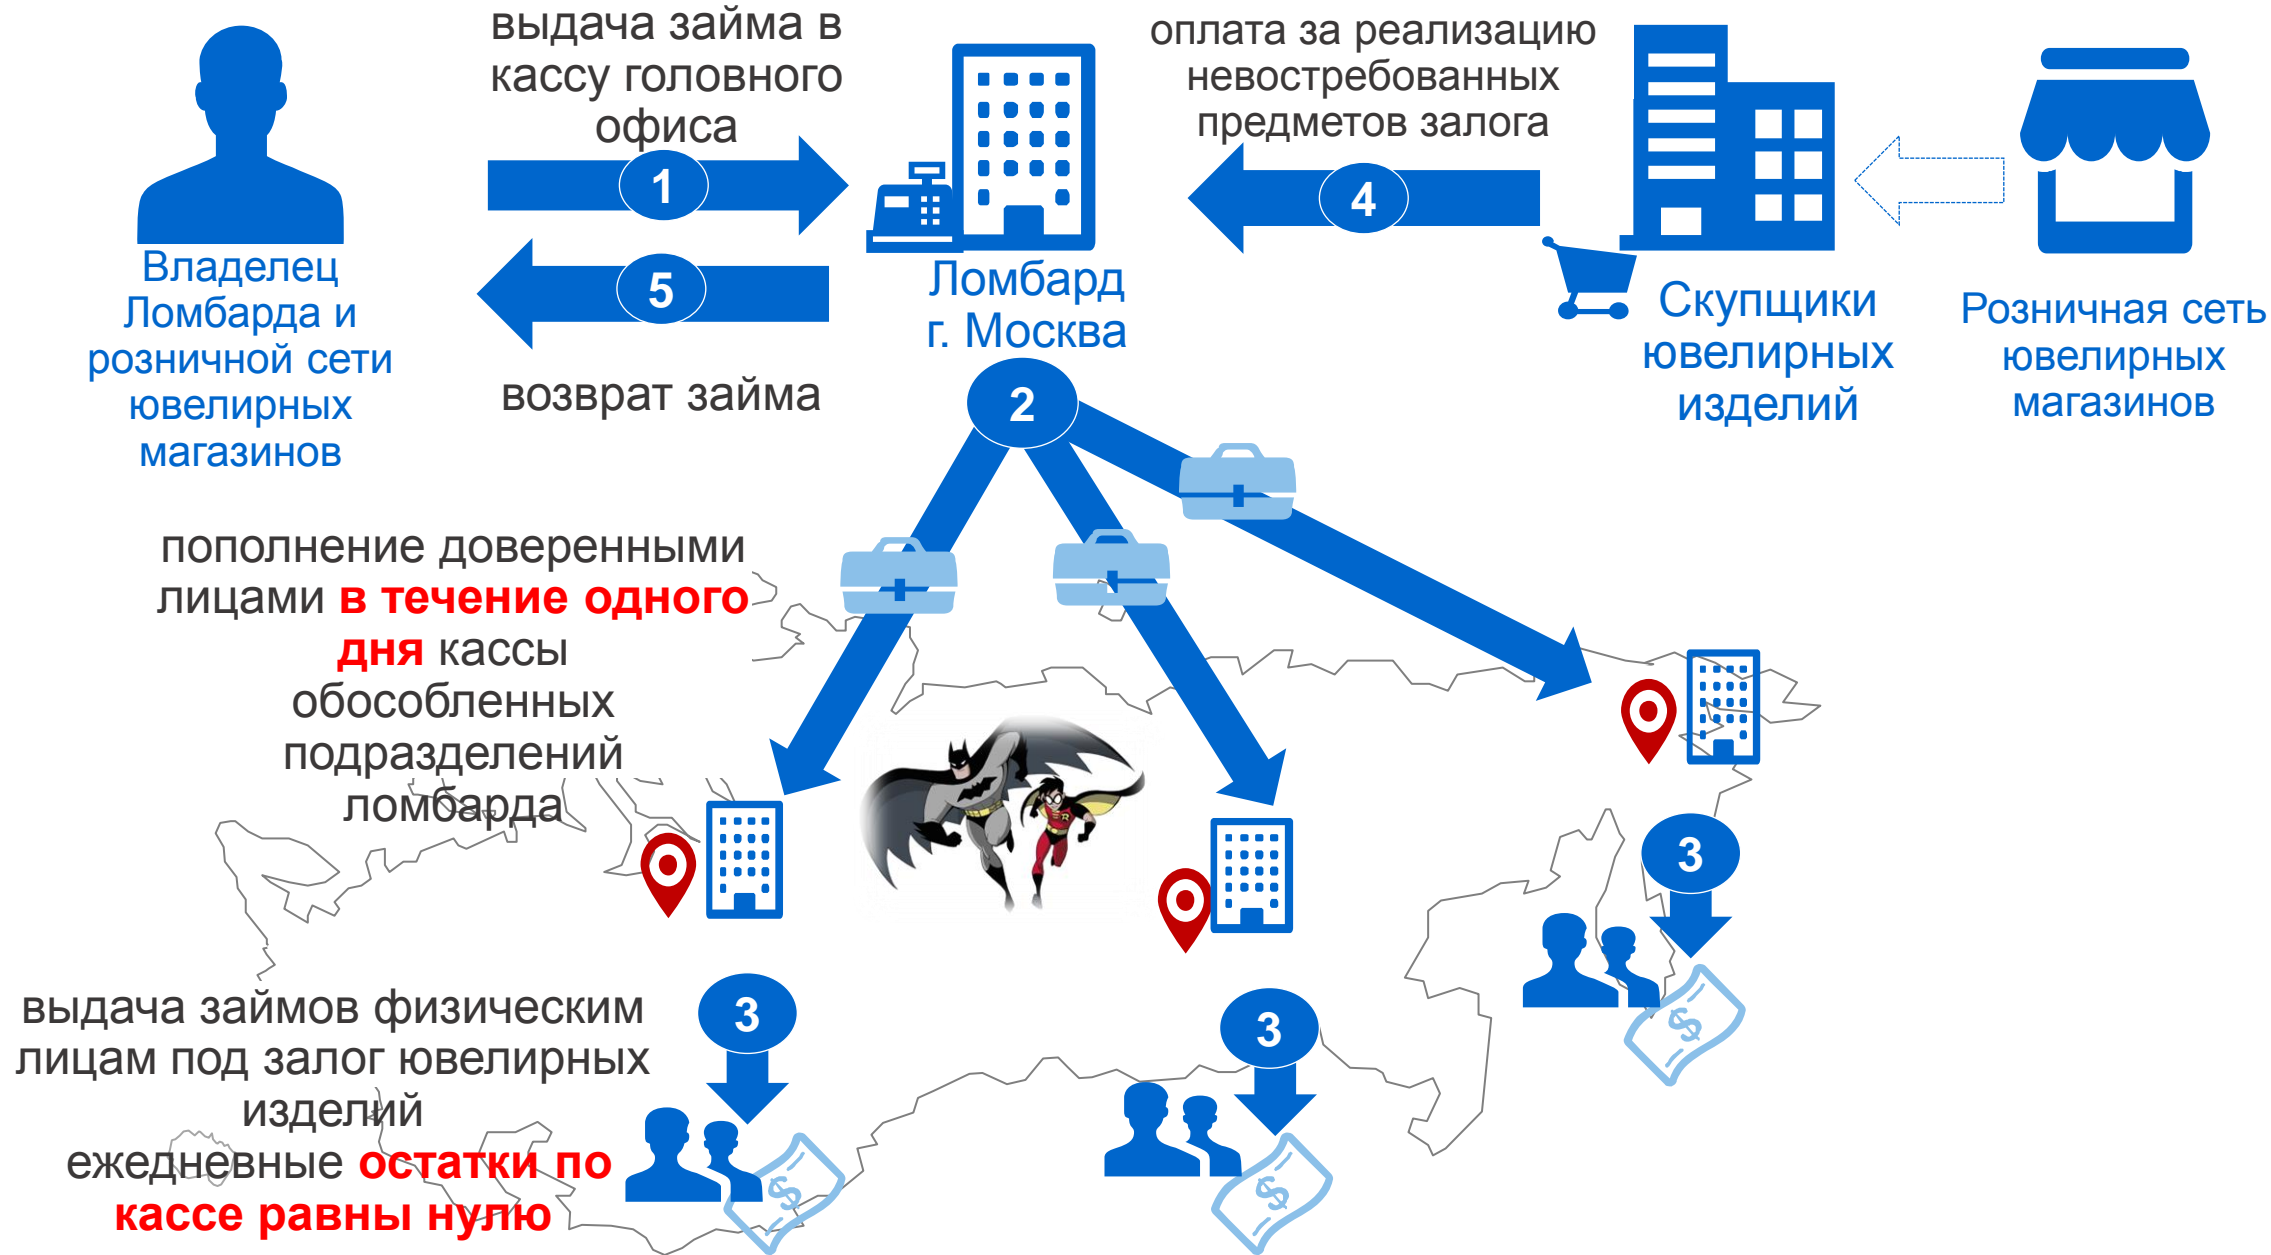 выдача займа в
кассу головного
офиса
оплата за реализацию
невостребованных
предметов залога
1
4
5
Владелец
Ломбарда и
розничной сети
ювелирных
магазинов
Ломбард
г. Москва
Скупщики
ювелирных
изделий
Розничная сеть
ювелирных
магазинов
возврат займа
2
пополнение доверенными
лицами в течение одного
дня кассы
обособленных
подразделений
ломбарда
R
3
3
3
выдача займов физическим
лицам под залог ювелирных
изделий
ежедневные остатки по
кассе равны нулю
$
$
$